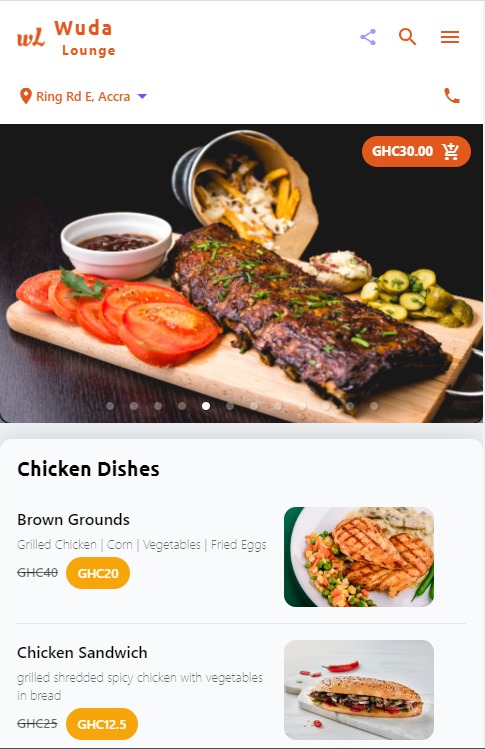 wL
Wuda
Lounge
Ring Rd E, Accra
GHC30.00
Chicken Dishes
Brown Grounds
Grilled Chicken | Corn | Vegetables | Fried Eggs
GHC40 GHC20
Chicken Sandwich
grilled shredded spicy chicken with vegetables
in bread
GHC25 GHC12.5